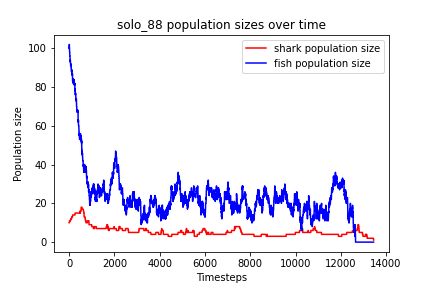 solo_88 population sizes over time
shark population size
fish population size
Population size
100
80
60
40
20
0
0
2000
4000
6000
8000
10000
12000
14000
Timesteps